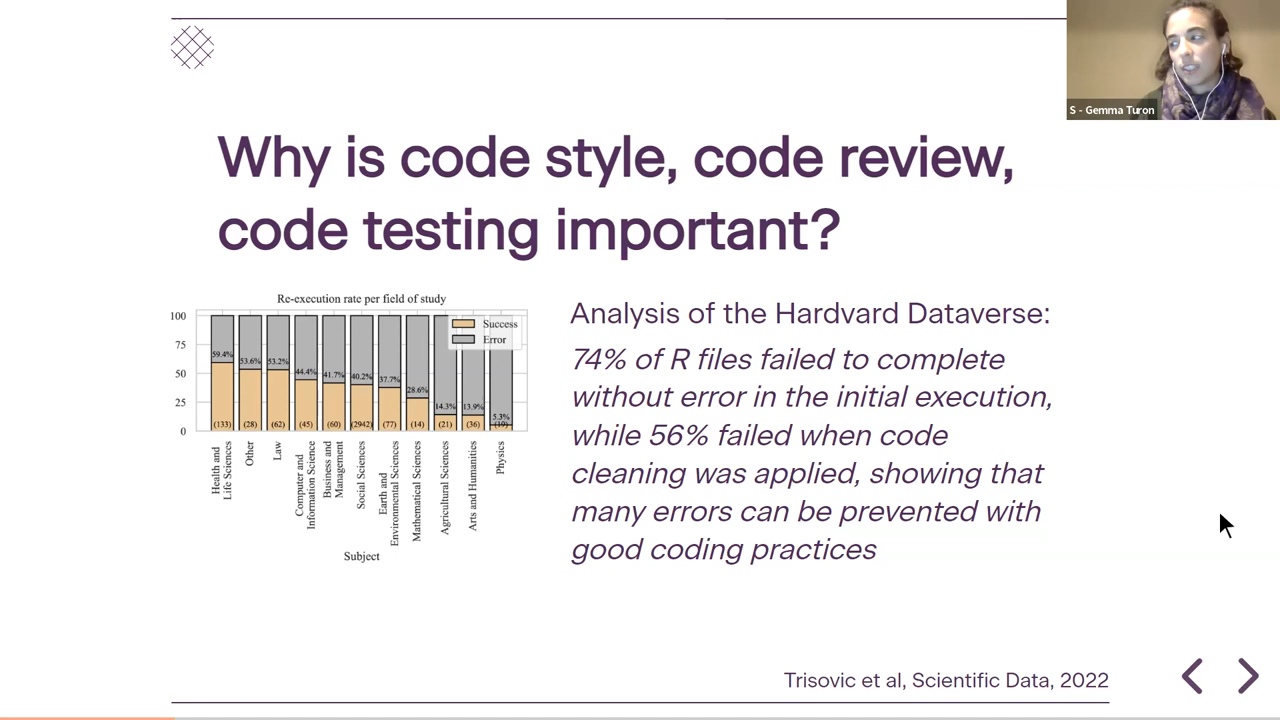 S - Gemma Turon
Why is code style, code review,
code testing important?
Re-execution rate per field of study
Success
Error
100
75
50
25
0
59.4%
53.6%
53.2%
44.4%
41.7%
40.2%
37.7%
28.6%
14.3%
13.9%
5.3%
(133)
(28)
(62)
(45)
(60)
(2942)
(77)
(14)
(21)
(36)
Health and
Life Sciences
Other
Law
Computer and
Information Science
Business and
Management
Social Sciences
Earth and
Environmental Sciences
Mathematical Sciences
Agricultural Sciences
Arts and Humanities
Physics
Subject
Analysis of the Hardvard Dataverse:
74% of R files failed to complete
without error in the initial execution,
while 56% failed when code
cleaning was applied, showing that
many errors can be prevented with
good coding practices
Trisovic et al, Scientific Data, 2022